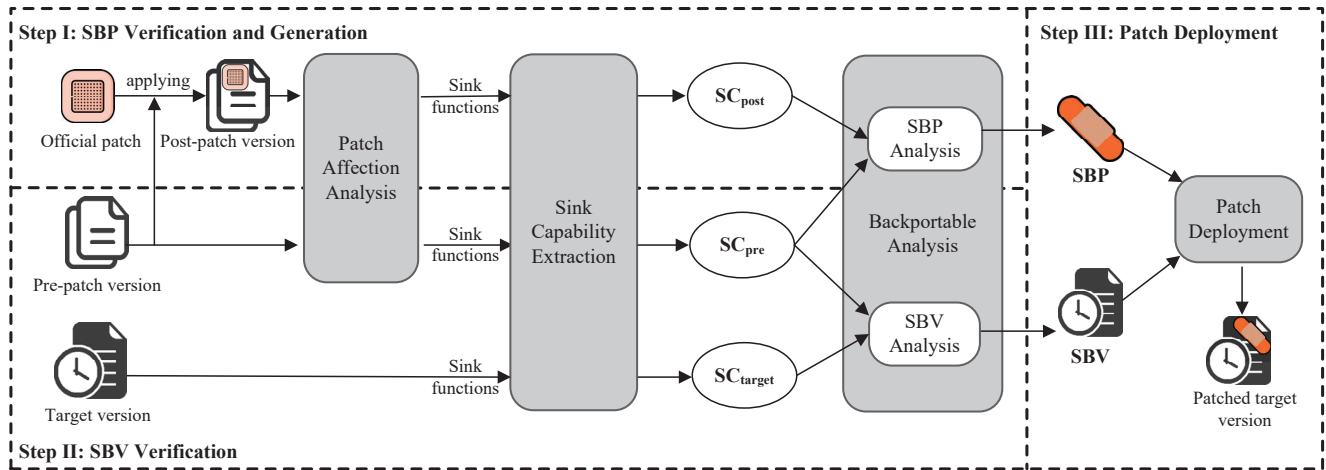 Step I: SBP Verification and Generation
Step III: Patch Deployment
applying
Official patch
Post-patch version
Patch
Affection
Analysis
Sink
functions
Sink
Capability
Extraction
SCpost
SBP
Analysis
SBP
Patch
Deployment
Pre-patch version
Sink
functions
SCpre
Backportable
Analysis
SBV
Analysis
SBV
Target version
Sink
functions
SCtarget
Patched target
version
Step II: SBV Verification